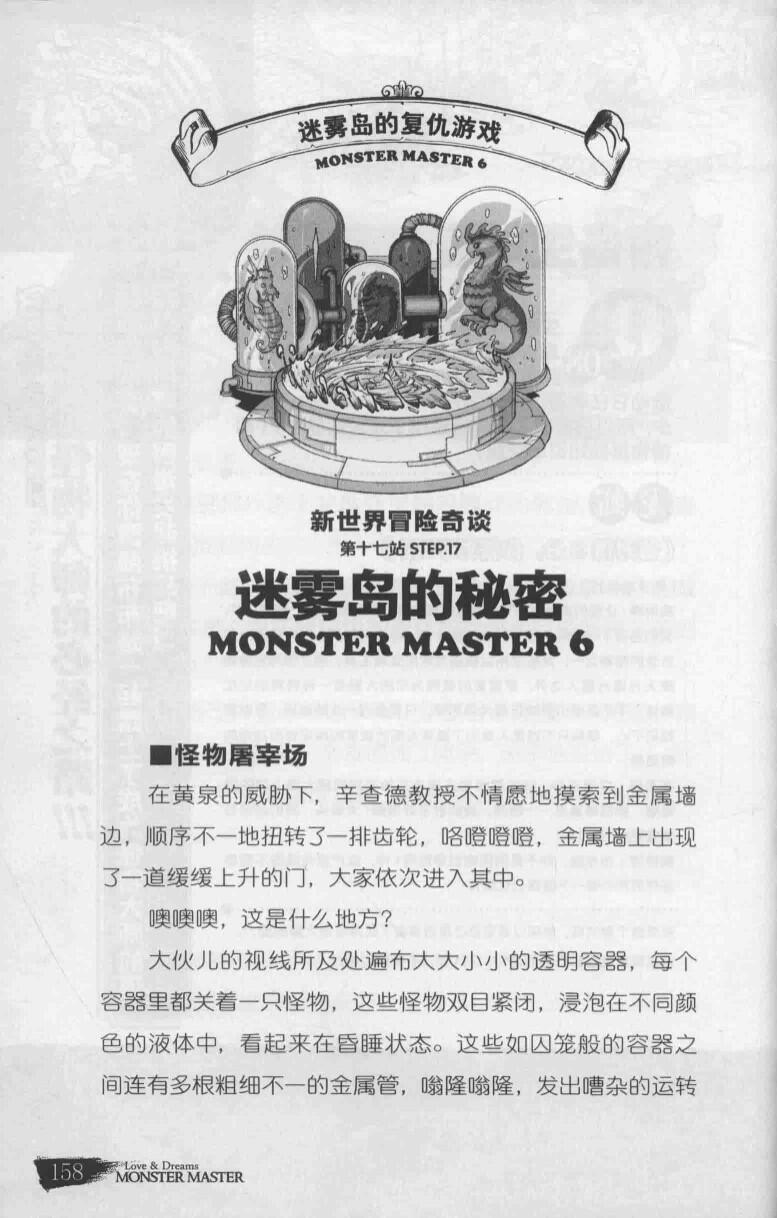 迷雾岛的复仇游戏
MONSTER MASTER 6
新世界冒险奇谈
第十七站 STEP.17
迷雾岛的秘密
MONSTER MASTER 6
■怪物屠宰场
在黄泉的威胁下，辛查德教授不情愿地摸索到金属墙
边，顺序不一地扭转了一排齿轮，咯噔噔噔，金属墙上出现
了一道缓缓上升的门，大家依次进入其中。
噢噢噢，这是什么地方？
大伙儿的视线所及处遍布大大小小的透明容器，每个
容器里都关着一只怪物，这些怪物双目紧闭，浸泡在不同颜
色的液体中，看起来在昏睡状态。这些如囚笼般的容器之
间连有多根粗细不一的金属管，嗡隆嗡隆，发出嘈杂的运转
158
Love & Dreams
MONSTER MASTER